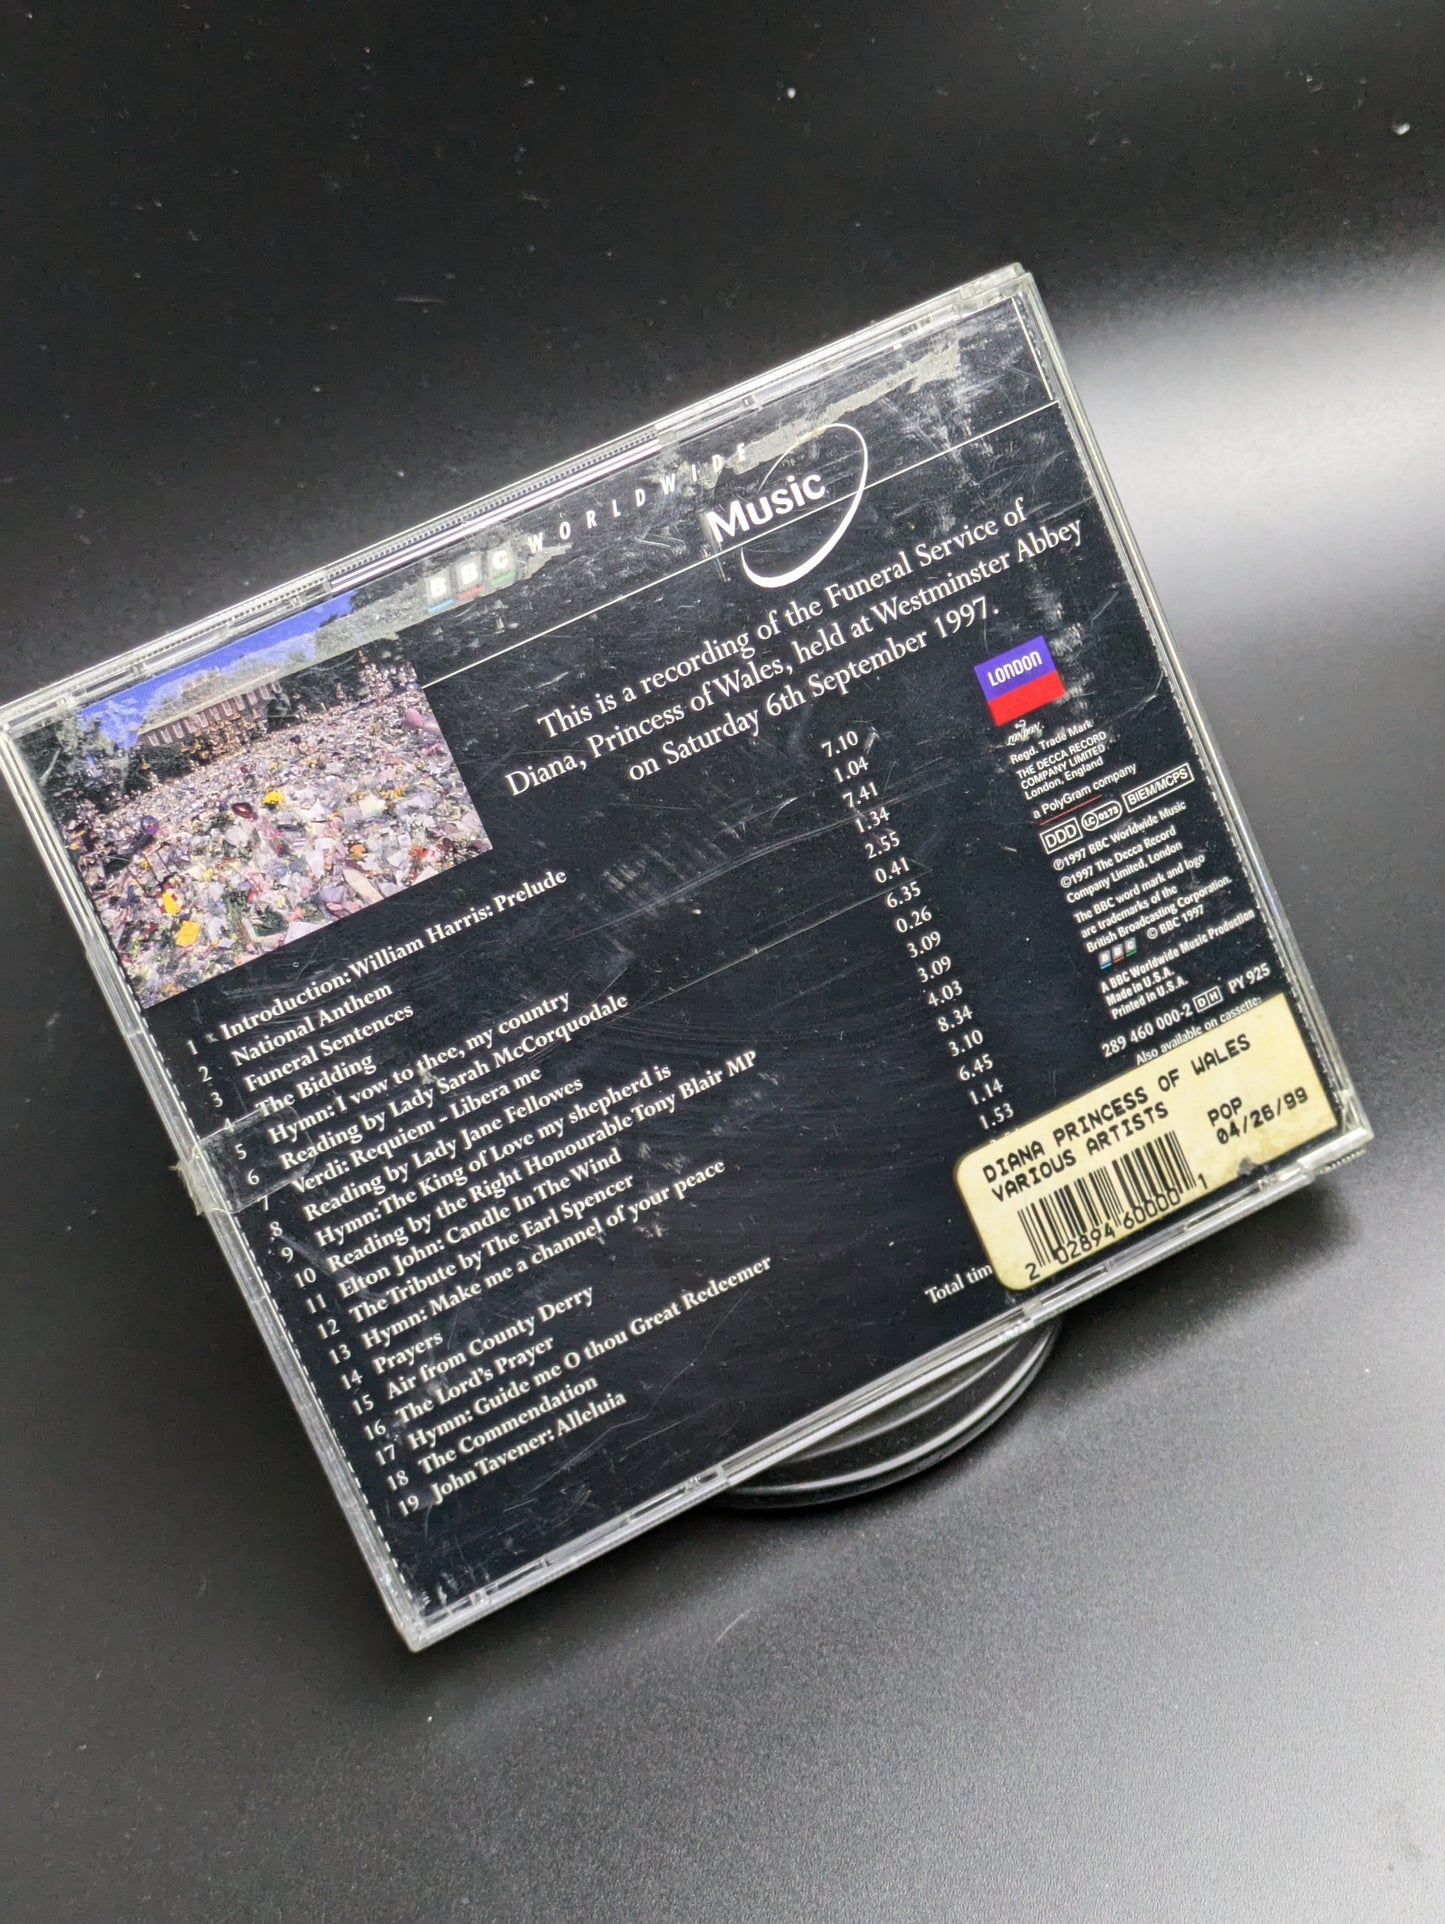 BBC WORLDWIDE
Music
This is a recording of the Funeral Service of
Diana, Princess of Wales, held at Westminster Abbey
on Saturday 6th September 1997.
1 Introduction: William Harris: Prelude 7.10
2 National Anthem 1.04
3 Funeral Sentences 7.41
4 The Bidding 1.34
5 Hymn: I vow to thee, my country 2.55
6 Reading by Lady Sarah McCorquodale 0.41
7 Verdi: Requiem - Libera me 6.35
8 Reading by Lady Jane Fellowes 0.26
9 Hymn: The King of Love my shepherd is 3.09
10 Reading by the Right Honourable Tony Blair MP 3.09
11 Elton John: Candle In The Wind 4.03
12 The Tribute by The Earl Spencer 8.34
13 Hymn: Make me a channel of your peace 3.10
14 Prayers 6.45
15 Air from County Derry 1.14
16 The Lord's Prayer 1.53
17 Hymn: Guide me O thou Great Redeemer
18 The Commendation
19 John Tavener: Alleluia
Total
LONDON
LONDON
Regd. Trade Mark
THE DECCA RECORD
COMPANY LIMITED
London, England
a PolyGram company
DDD LC 0173 BIEM/MCPS
℗1997 BBC Worldwide Music
©1997 The Decca Record
Company Limited, London
The BBC word mark and logo
are trademarks of the
British Broadcasting Corporation.
BBC © BBC 1997
A BBC Worldwide Music Production
Made in U.S.A.
Printed in U.S.A.
289 460 000-2 DH PY 925
Also available on cassette:
DIANA PRINCESS OF WALES
VARIOUS ARTISTS POP
04/26/99
2 02894 60000 1